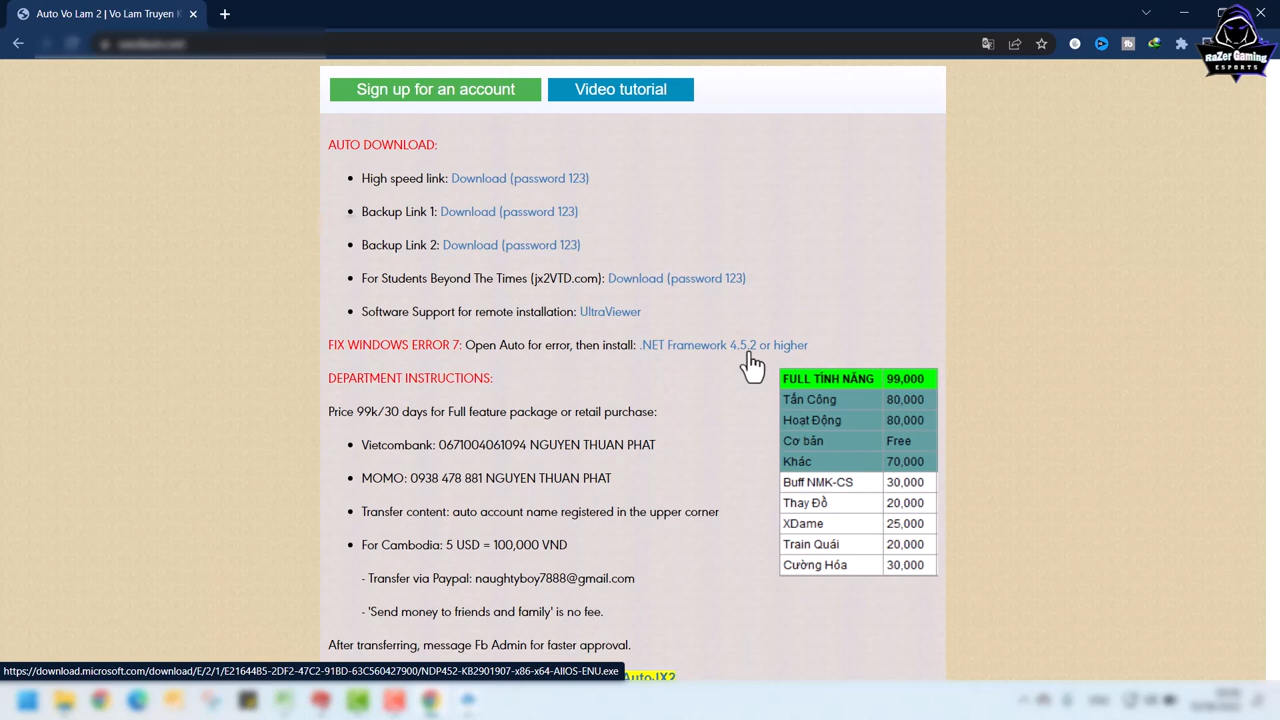 Auto Vo Lam 2 | Vo Lam Truyen K
RaZer Gaming
ESPORTS
Sign up for an account
Video tutorial
AUTO DOWNLOAD:
High speed link: Download (password 123)
Backup Link 1: Download (password 123)
Backup Link 2: Download (password 123)
For Students Beyond The Times (jx2VTD.com): Download (password 123)
Software Support for remote installation: UltraViewer
FIX WINDOWS ERROR 7: Open Auto for error, then install: .NET Framework 4.5.2 or higher
DEPARTMENT INSTRUCTIONS:
Price 99k/30 days for Full feature package or retail purchase:
Vietcombank: 0671004061094 NGUYEN THUAN PHAT
MOMO: 0938 478 881 NGUYEN THUAN PHAT
Transfer content: auto account name registered in the upper corner
For Cambodia: 5 USD = 100,000 VND
- Transfer via Paypal: naughtyboy7888@gmail.com
- 'Send money to friends and family' is no fee.
After transferring, message Fb Admin for faster approval.
FULL TÍNH NĂNG 99,000
Tấn Công 80,000
Hoạt Động 80,000
Cơ bản Free
Khác 70,000
Buff NMK-CS 30,000
Thay Đồ 20,000
XDame 25,000
Train Quái 20,000
Cường Hóa 30,000
AutoJX2
https://download.microsoft.com/download/E/2/1/E21644B5-2DF2-47C2-91BD-63C560427900/NDP452-KB2901907-x86-x64-AllOS-ENU.exe